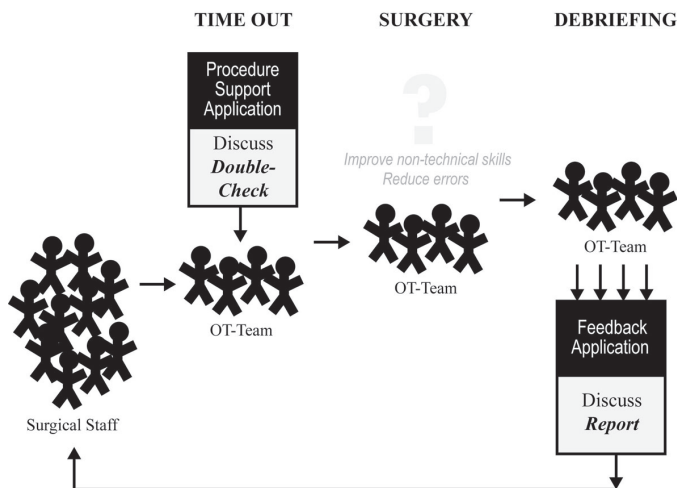 TIME OUT
SURGERY
DEBRIEFING
Procedure
Support
Application
Discuss
Double-
Check
?
Improve non-technical skills
Reduce errors
OT-Team
OT-Team
OT-Team
Surgical Staff
Feedback
Application
Discuss
Report